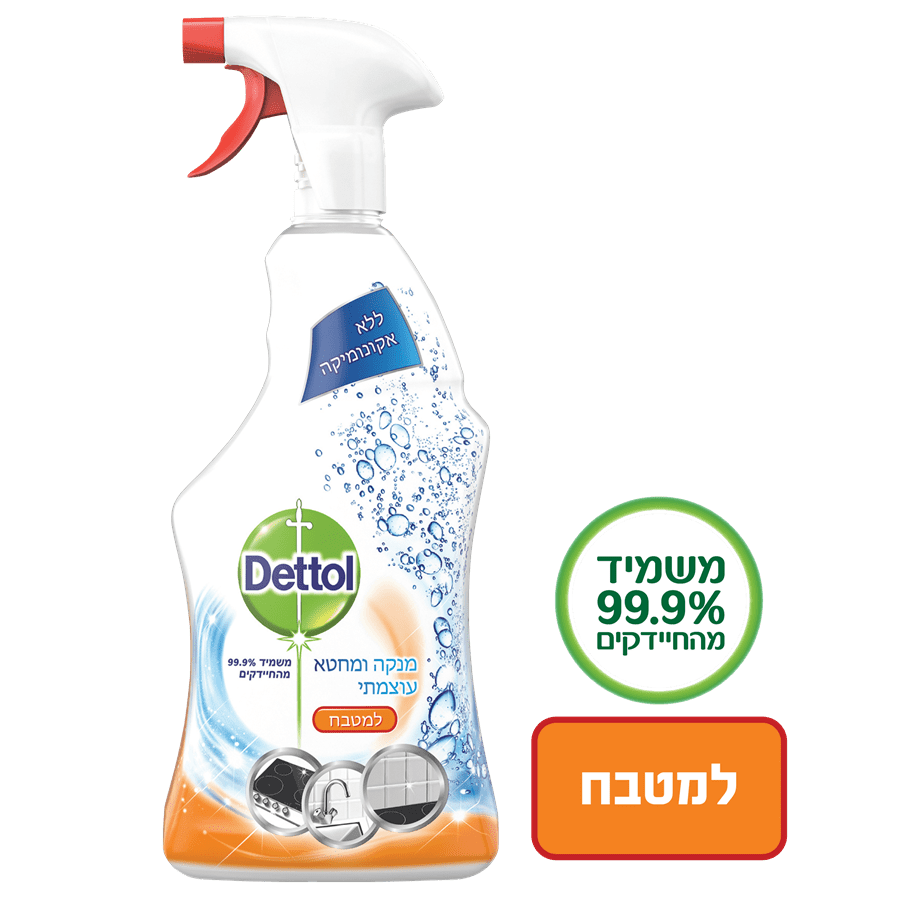 ללא
אקונומיקה
Dettol
מנקה ומחטא
עוצמתי
משמיד 99.9%
מהחיידקים
למטבח
משמיד
99.9%
מהחיידקים
למטבח